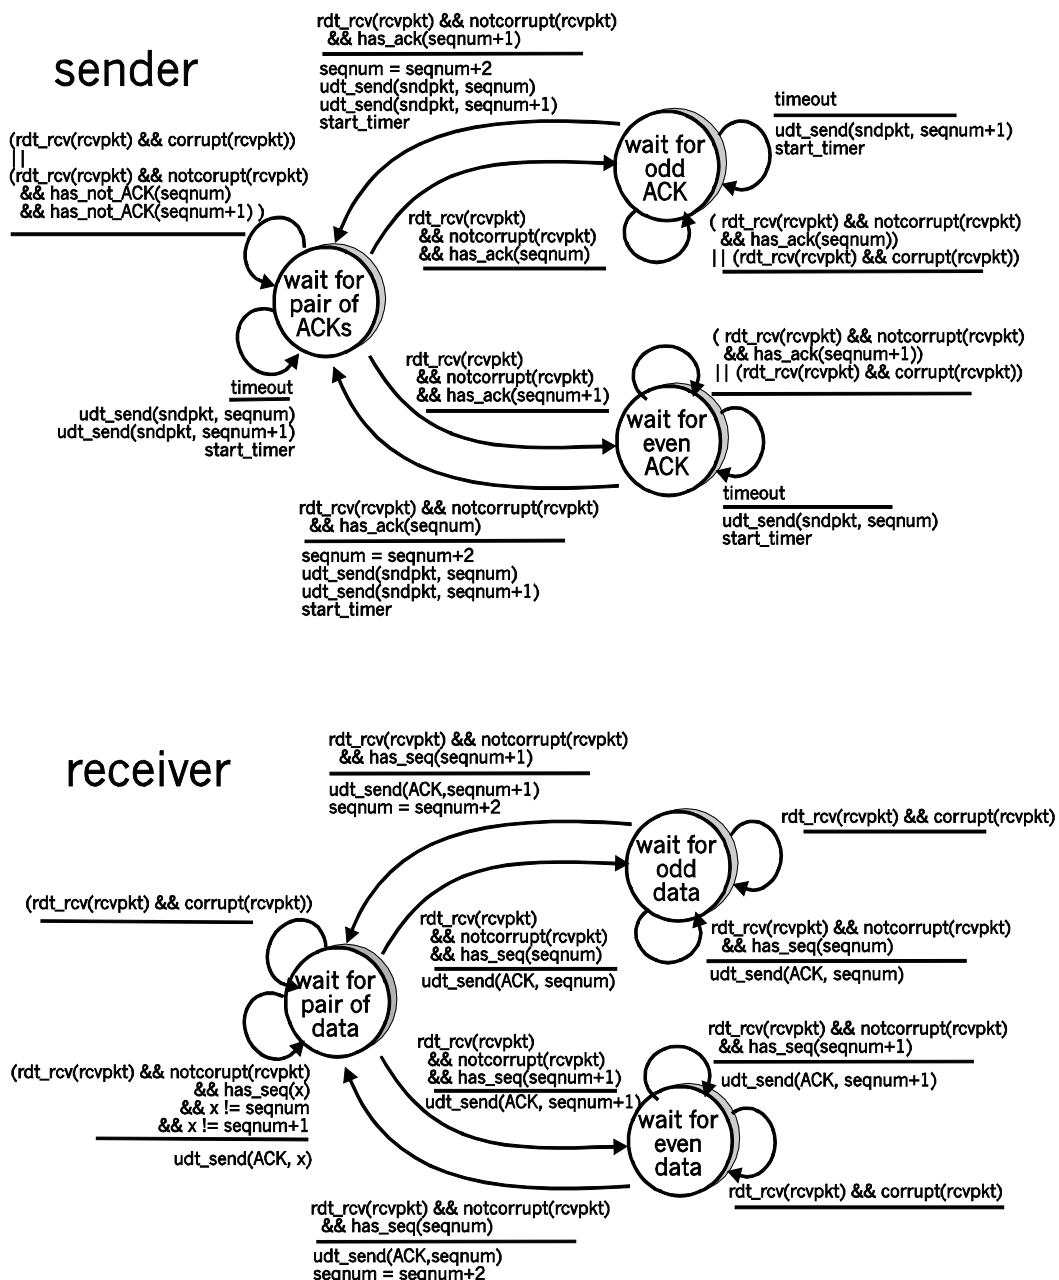 sender
rdt_rcv(rcvpkt) && notcorrupt(rcvpkt)
&& has_ack(seqnum+1)
seqnum = seqnum+2
udt_send(sndpkt, seqnum)
udt_send(sndpkt, seqnum+1)
start_timer
(rdt_rcv(rcvpkt) && corrupt(rcvpkt))
||
(rdt_rcv(rcvpkt) && notcorupt(rcvpkt)
&& has_not_ACK(seqnum)
&& has_not_ACK(seqnum+1) )
wait for
odd
ACK
timeout
udt_send(sndpkt, seqnum+1)
start_timer
rdt_rcv(rcvpkt)
&& notcorrupt(rcvpkt)
&& has_ack(seqnum)
( rdt_rcv(rcvpkt) && notcorrupt(rcvpkt)
&& has_ack(seqnum))
|| (rdt_rcv(rcvpkt) && corrupt(rcvpkt))
wait for
pair of
ACKs
timeout
udt_send(sndpkt, seqnum)
udt_send(sndpkt, seqnum+1)
start_timer
rdt_rcv(rcvpkt)
&& notcorrupt(rcvpkt)
&& has_ack(seqnum+1)
( rdt_rcv(rcvpkt) && notcorrupt(rcvpkt)
&& has_ack(seqnum+1))
|| (rdt_rcv(rcvpkt) && corrupt(rcvpkt))
wait for
even
ACK
timeout
udt_send(sndpkt, seqnum)
start_timer
rdt_rcv(rcvpkt) && notcorrupt(rcvpkt)
&& has_ack(seqnum)
seqnum = seqnum+2
udt_send(sndpkt, seqnum)
udt_send(sndpkt, seqnum+1)
start_timer
receiver
rdt_rcv(rcvpkt) && notcorrupt(rcvpkt)
&& has_seq(seqnum+1)
udt_send(ACK,seqnum+1)
seqnum = seqnum+2
wait for
odd
data
rdt_rcv(rcvpkt) && corrupt(rcvpkt)
(rdt_rcv(rcvpkt) && corrupt(rcvpkt))
rdt_rcv(rcvpkt)
&& notcorrupt(rcvpkt)
&& has_seq(seqnum)
udt_send(ACK, seqnum)
rdt_rcv(rcvpkt) && notcorrupt(rcvpkt)
&& has_seq(seqnum)
udt_send(ACK, seqnum)
wait for
pair of
data
(rdt_rcv(rcvpkt) && notcorupt(rcvpkt)
&& has_seq(x)
&& x != seqnum
&& x != seqnum+1
udt_send(ACK, x)
rdt_rcv(rcvpkt)
&& notcorrupt(rcvpkt)
&& has_seq(seqnum+1)
udt_send(ACK, seqnum+1)
rdt_rcv(rcvpkt) && notcorrupt(rcvpkt)
&& has_seq(seqnum+1)
udt_send(ACK, seqnum+1)
wait for
even
data
rdt_rcv(rcvpkt) && corrupt(rcvpkt)
rdt_rcv(rcvpkt) && notcorrupt(rcvpkt)
&& has_seq(seqnum)
udt_send(ACK,seqnum)
seqnum = seqnum+2